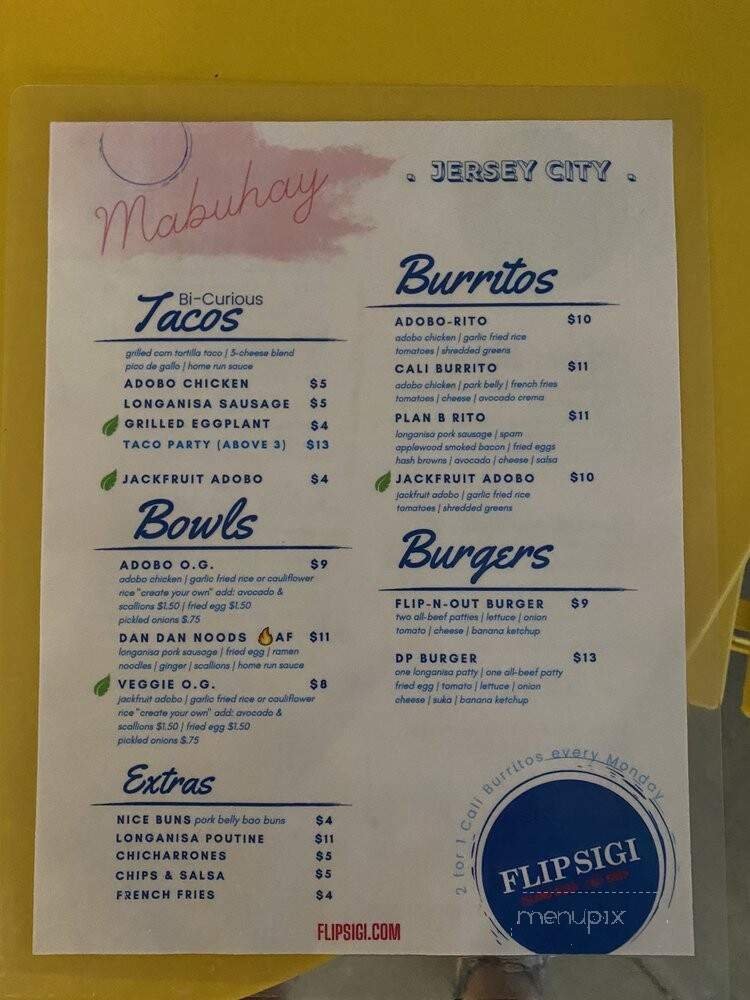 Mabuhay
. JERSEY CITY .
Bi-Curious
Tacos
grilled corn tortilla taco | 5-cheese blend
pico de gallo | home run sauce
ADOBO CHICKEN $5
LONGANISA SAUSAGE $5
GRILLED EGGPLANT $4
TACO PARTY (ABOVE 3) $13
JACKFRUIT ADOBO $4
Bowls
ADOBO O.G. $9
adobo chicken | garlic fried rice or cauliflower
rice "create your own" add: avocado &
scallions $1.50 | fried egg $1.50
pickled onions $.75
DAN DAN NOODS 🔥AF $11
longanisa pork sausage | fried egg | ramen
noodles | ginger | scallions | home run sauce
VEGGIE O.G. $8
jackfruit adobo | garlic fried rice or cauliflower
rice "create your own" add: avocado &
scallions $1.50 | fried egg $1.50
pickled onions $.75
Extras
NICE BUNS pork belly bao buns $4
LONGANISA POUTINE $11
CHICHARRONES $5
CHIPS & SALSA $5
FRENCH FRIES $4
Burritos
ADOBO-RITO $10
adobo chicken | garlic fried rice
tomatoes | shredded greens
CALI BURRITO $11
adobo chicken | pork belly | french fries
tomatoes | cheese | avocado crema
PLAN B RITO $11
longanisa pork sausage | spam
applewood smoked bacon | fried eggs
hash browns | avocado | cheese | salsa
JACKFRUIT ADOBO $10
jackfruit adobo | garlic fried rice
tomatoes | shredded greens
Burgers
FLIP-N-OUT BURGER $9
two all-beef patties | lettuce | onion
tomato | cheese | banana ketchup
DP BURGER $13
one longanisa patty | one all-beef patty
fried egg | tomato | lettuce | onion
cheese | suka | banana ketchup
2 for 1 Cali Burritos every Monday
FLIP SIGI
menupix
FLIPSIGI.COM